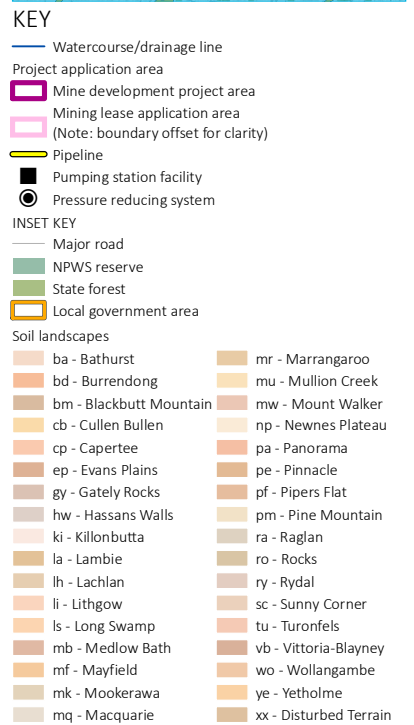 KEY
Watercourse/drainage line
Project application area
Mine development project area
Mining lease application area
(Note: boundary offset for clarity)
Pipeline
Pumping station facility
Pressure reducing system
INSET KEY
Major road
NPWS reserve
State forest
Local government area
Soil landscapes
ba - Bathurst
bd - Burrendong
bm - Blackbutt Mountain
cb - Cullen Bullen
cp - Capertee
ep - Evans Plains
gy - Gately Rocks
hw - Hassans Walls
ki - Killonbutta
la - Lambie
lh - Lachlan
li - Lithgow
ls - Long Swamp
mb - Medlow Bath
mf - Mayfield
mk - Mookerawa
mq - Macquarie
mr - Marrangaroo
mu - Mullion Creek
mw - Mount Walker
np - Newnes Plateau
pa - Panorama
pe - Pinnacle
pf - Pipers Flat
pm - Pine Mountain
ra - Raglan
ro - Rocks
ry - Rydal
sc - Sunny Corner
tu - Turonfels
vb - Vittoria-Blayney
wo - Wollangambe
ye - Yetholme
xx - Disturbed Terrain